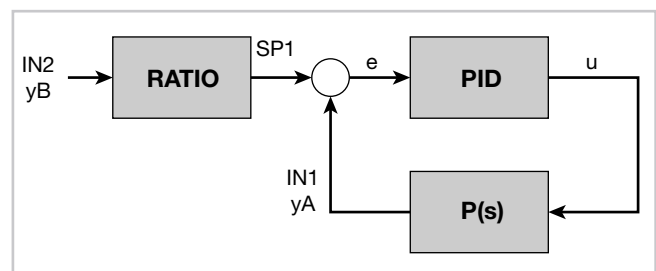 IN2
yB
RATIO
SP1
e
PID
u
IN1
yA
P(s)